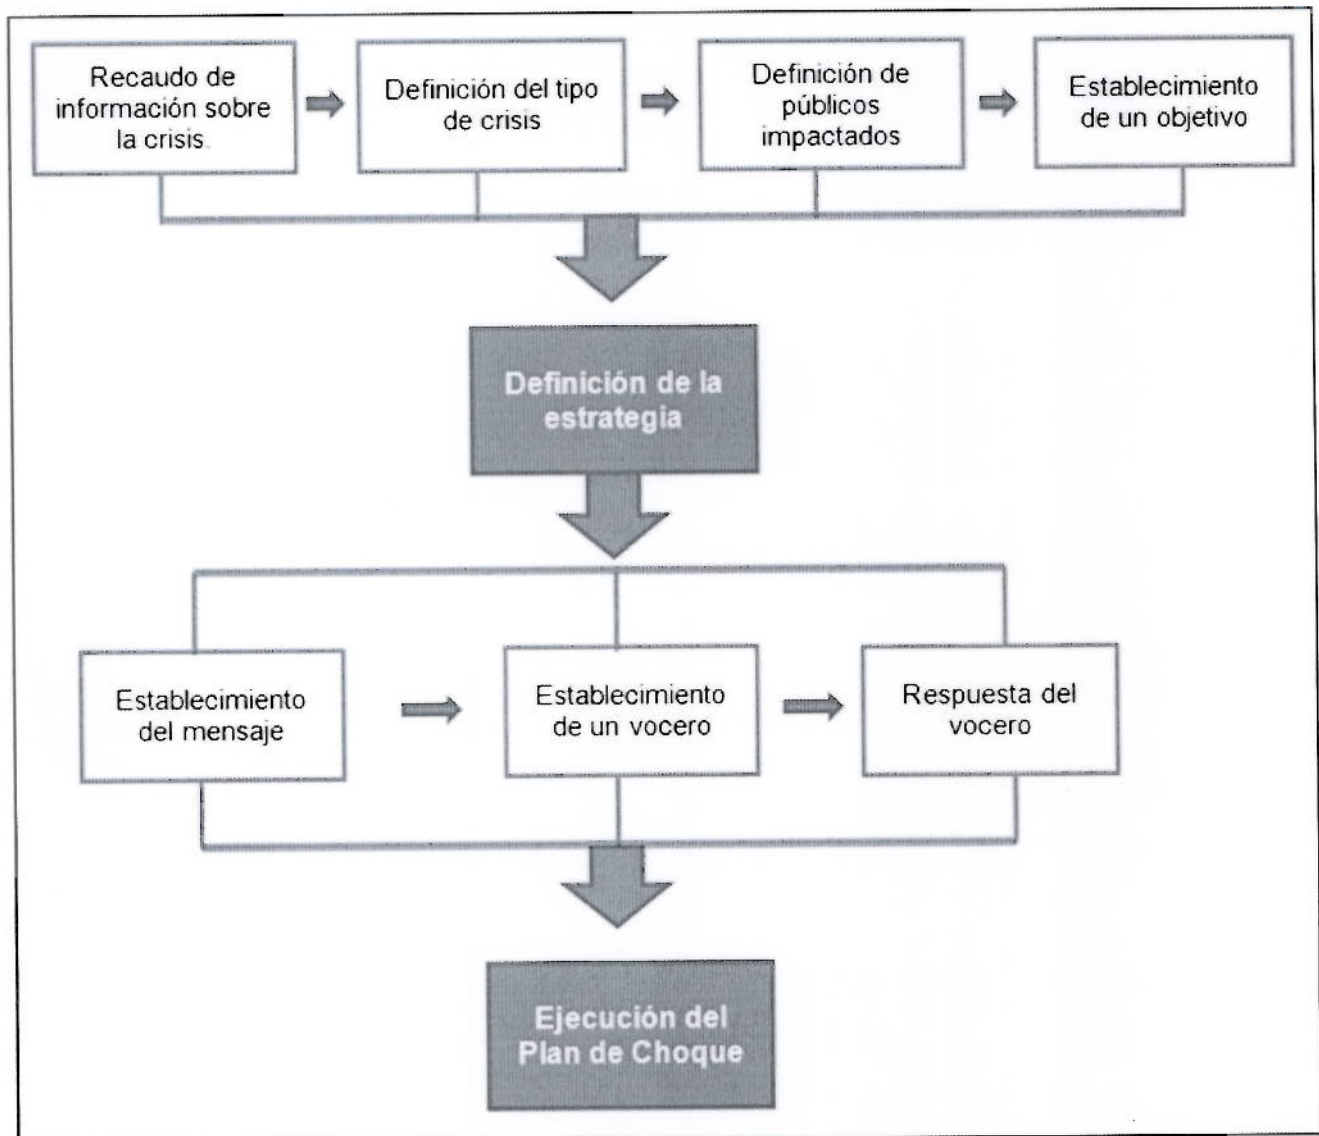 Recaudo de
información sobre
la crisis.
Definición del tipo
de crisis
Definición de
públicos
impactados
Establecimiento
de un objetivo
Definición de la
estrategia
Establecimiento
del mensaje
Establecimiento
de un vocero
Respuesta del
vocero
Ejecución del
Plan de Choque